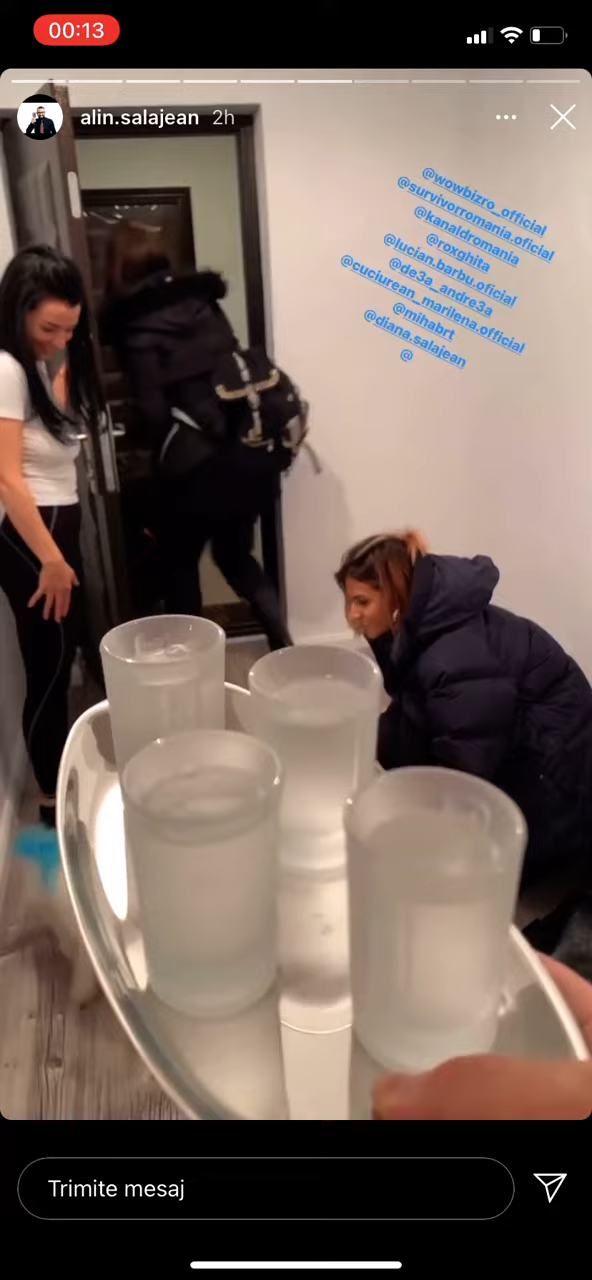 00:13
alin.salajean 2h
@wowbizro_official
@survivorromania.oficial
@kanaldromania
@roxghita
@lucian.barbu.oficial
@de3a_andre3a
@cuciurean_marilena.official
@mihabrt
@diana.salajean
@
Trimite mesaj